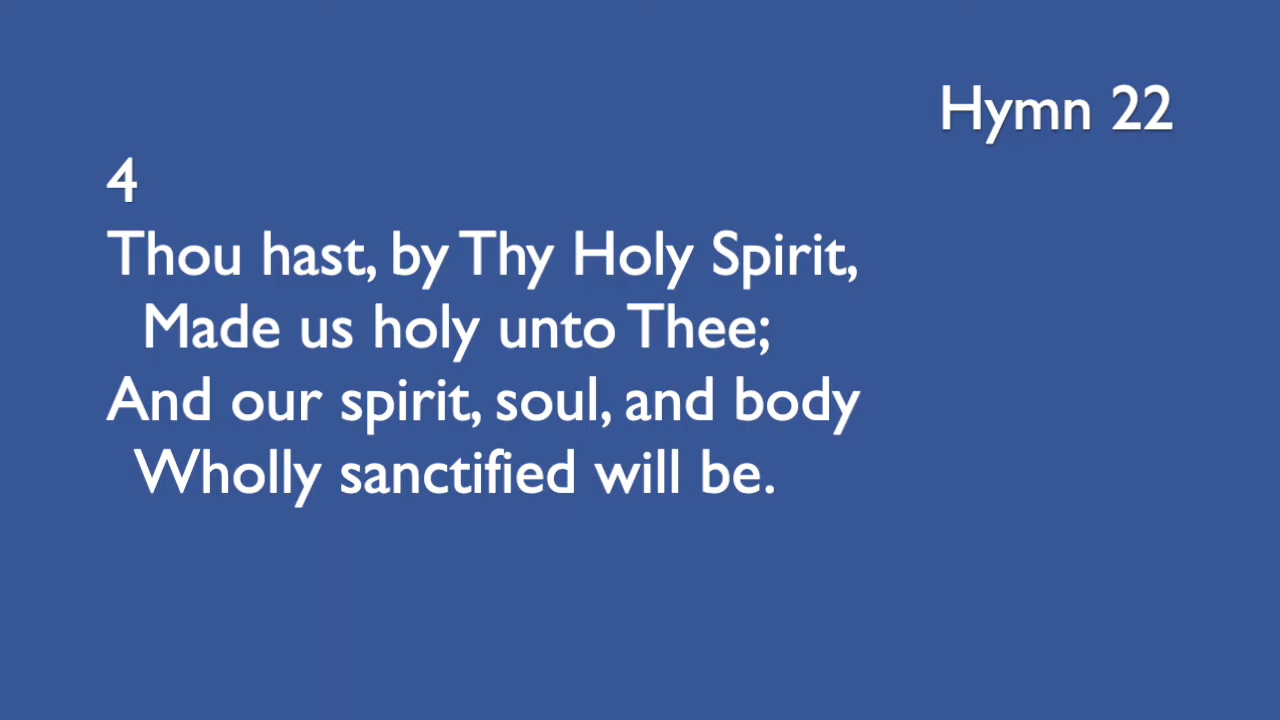 Hymn 22
4
Thou hast, by Thy Holy Spirit,
Made us holy unto Thee;
And our spirit, soul, and body
Wholly sanctified will be.